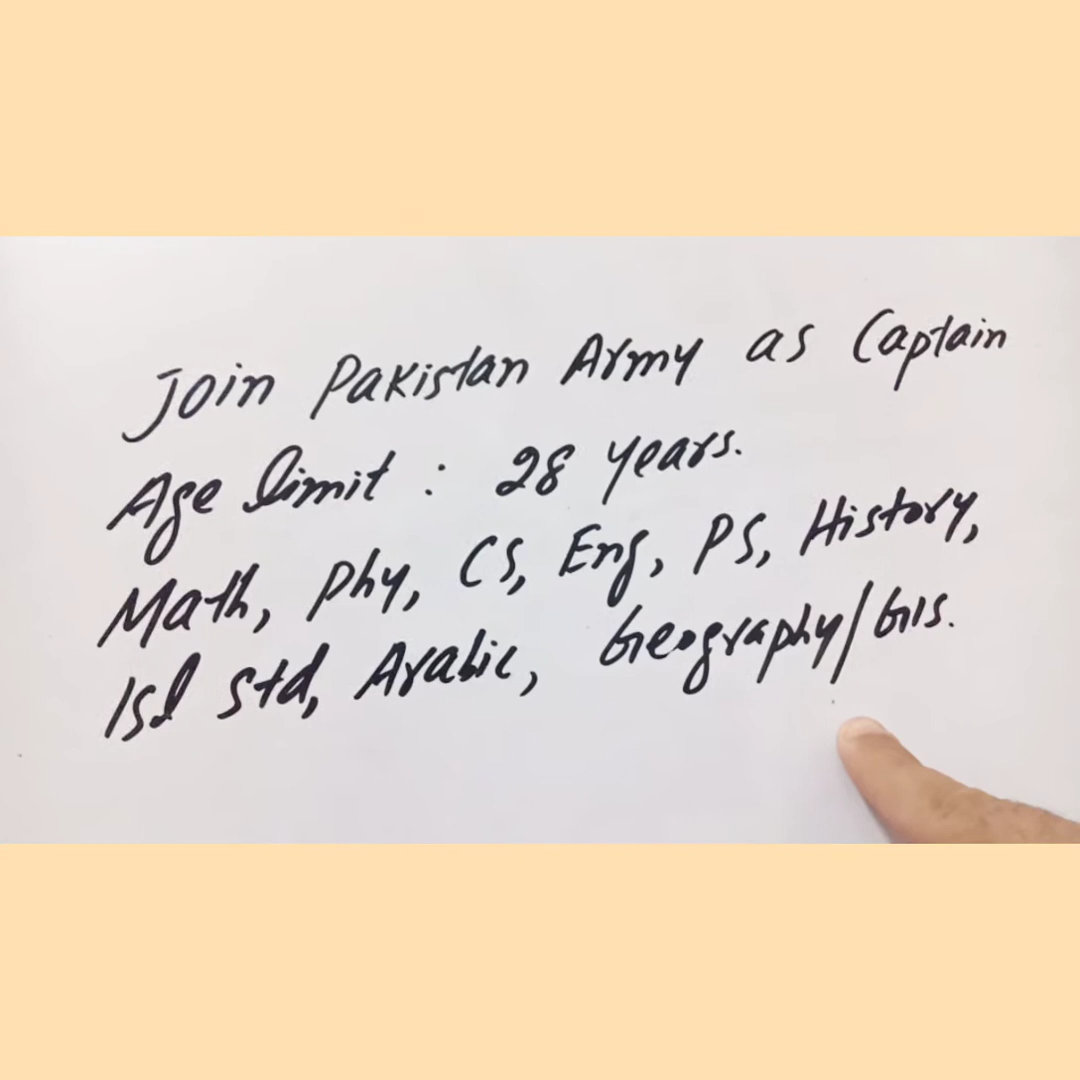 Join Pakistan Army as Captain
Age limit : 28 years.
Math, Phy, CS, Eng, PS, History,
Isl Std, Arabic, Geography/GIS.